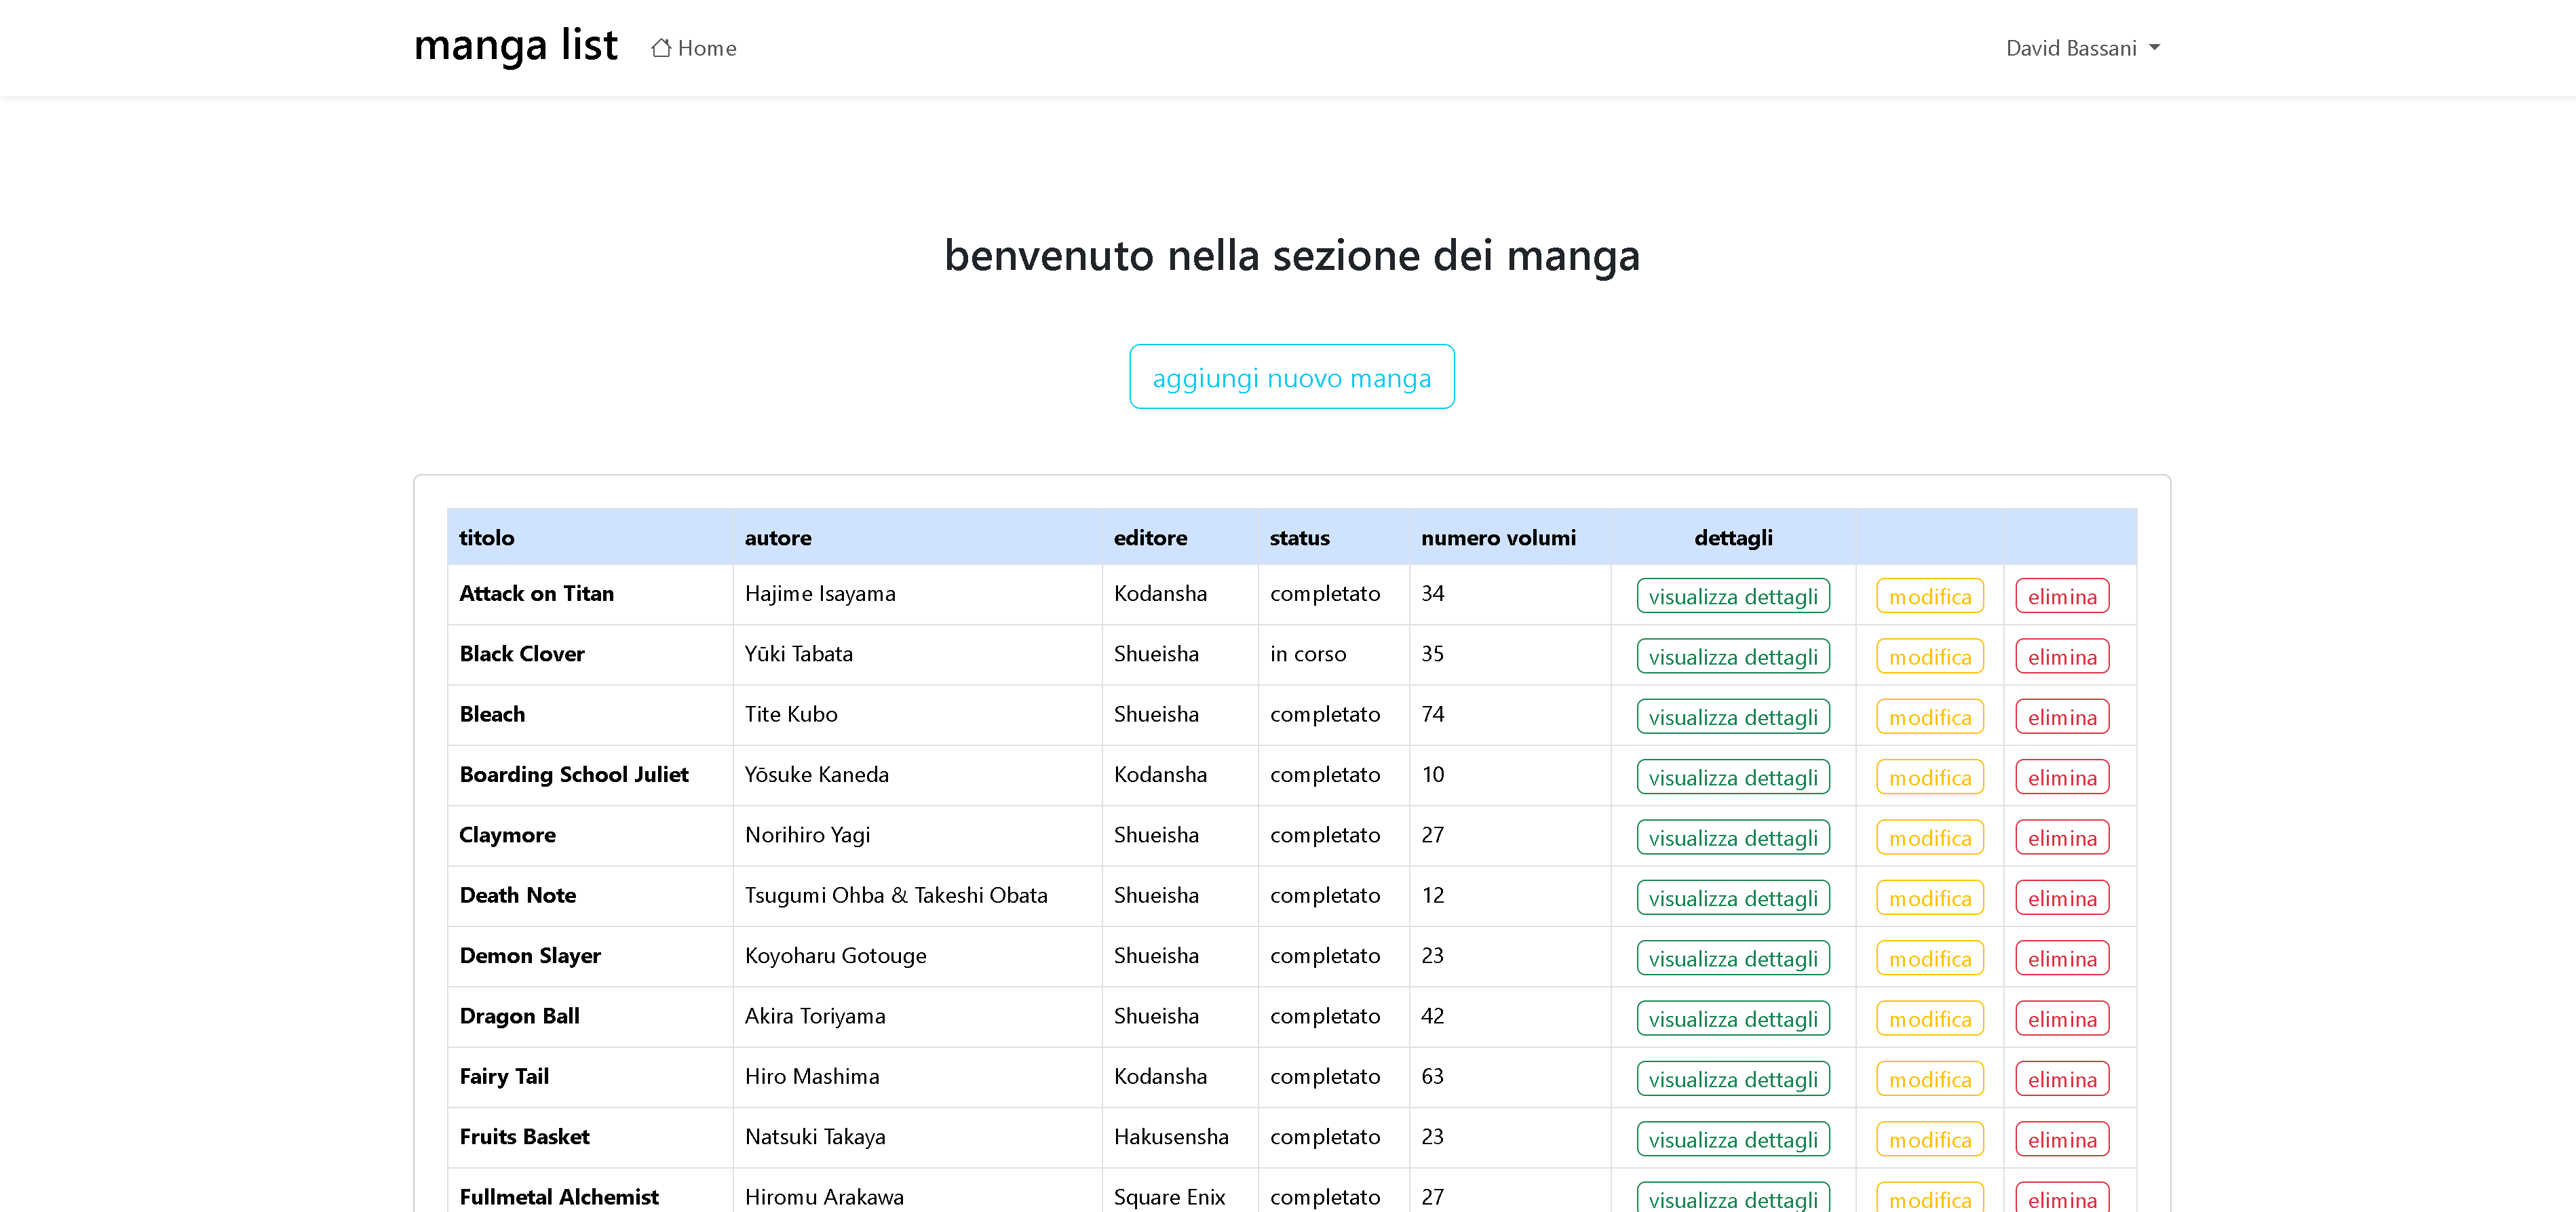 manga list Home David Bassani
benvenuto nella sezione dei manga
aggiungi nuovo manga
titolo autore editore status numero volumi dettagli
Attack on Titan Hajime Isayama Kodansha completato 34 visualizza dettagli modifica elimina
Black Clover Yūki Tabata Shueisha in corso 35 visualizza dettagli modifica elimina
Bleach Tite Kubo Shueisha completato 74 visualizza dettagli modifica elimina
Boarding School Juliet Yōsuke Kaneda Kodansha completato 10 visualizza dettagli modifica elimina
Claymore Norihiro Yagi Shueisha completato 27 visualizza dettagli modifica elimina
Death Note Tsugumi Ohba & Takeshi Obata Shueisha completato 12 visualizza dettagli modifica elimina
Demon Slayer Koyoharu Gotouge Shueisha completato 23 visualizza dettagli modifica elimina
Dragon Ball Akira Toriyama Shueisha completato 42 visualizza dettagli modifica elimina
Fairy Tail Hiro Mashima Kodansha completato 63 visualizza dettagli modifica elimina
Fruits Basket Natsuki Takaya Hakusensha completato 23 visualizza dettagli modifica elimina
Fullmetal Alchemist Hiromu Arakawa Square Enix completato 27 visualizza dettagli modifica elimina